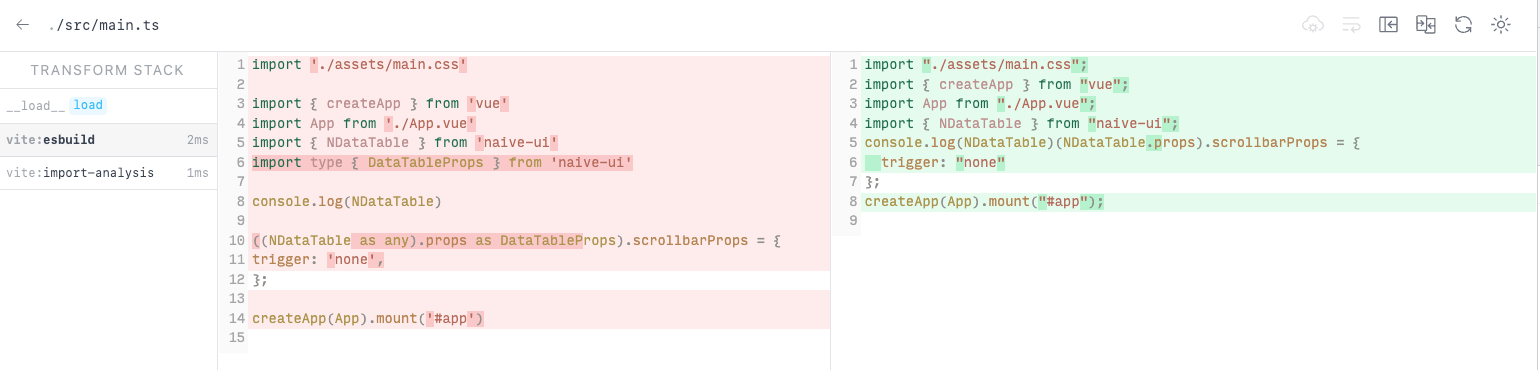 ./src/main.ts
TRANSFORM STACK
__load__ load
vite:esbuild 2ms
vite:import-analysis 1ms
1 import './assets/main.css'
2
3 import { createApp } from 'vue'
4 import App from './App.vue'
5 import { NDataTable } from 'naive-ui'
6 import type { DataTableProps } from 'naive-ui'
7
8 console.log(NDataTable)
9
10 ((NDataTable as any).props as DataTableProps).scrollbarProps = {
11 trigger: 'none',
12 };
13
14 createApp(App).mount('#app')
15
1 import "./assets/main.css";
2 import { createApp } from "vue";
3 import App from "./App.vue";
4 import { NDataTable } from "naive-ui";
5 console.log(NDataTable)(NDataTable.props).scrollbarProps = {
6   trigger: "none"
7 };
8 createApp(App).mount("#app");
9